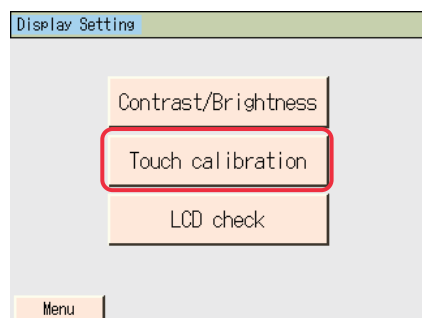 Display Setting
Contrast/Brightness
Touch calibration
LCD check
Menu